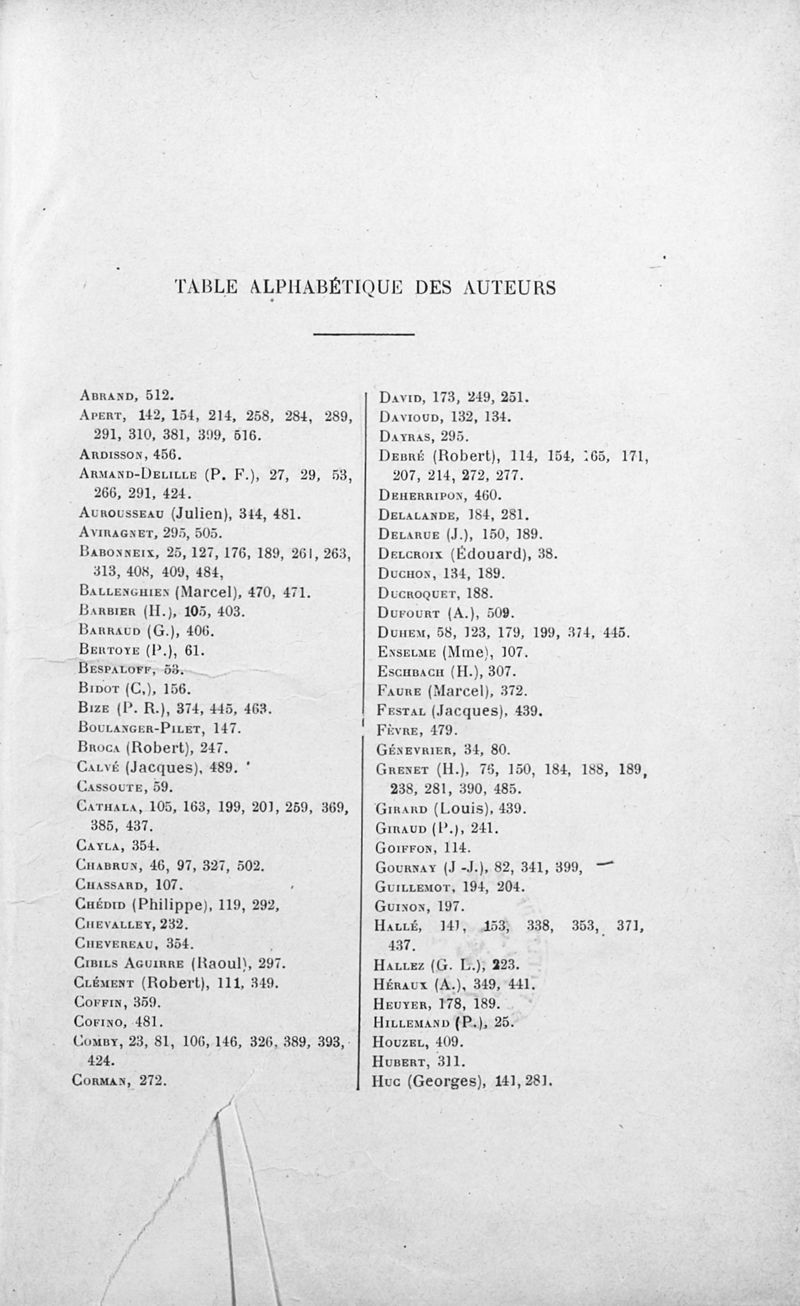 TABLE ALPHABÉTIQUE DES AUTEURS
ABRAND, 512.
APERT, 142, 154, 214, 258, 284, 289,
291, 310, 381, 399, 516.
ARDISSON, 456.
ARMAND-DELILLE (P. F.), 27, 29, 53,
266, 291, 424.
AUROUSSEAU (Julien), 344, 481.
AVIRAGNET, 295, 505.
BABONNEIX, 25, 127, 176, 189, 261, 263,
313, 408, 409, 484,
BALLENGHIEN (Marcel), 470, 471.
BARBIER (H.), 105, 403.
BARRAUD (G.), 406.
BERTOYE (P.), 61.
BESPALOFF, 53.
BIDOT (C,), 156.
BIZE (P. R.), 374, 445, 463.
BOULANGER-PILET, 147.
BROCA (Robert), 247.
CALVÉ (Jacques), 489.
CASSOUTE, 59.
CATHALA, 105, 163, 199, 201, 259, 369,
385, 437.
CAYLA, 354.
CHABRUN, 46, 97, 327, 502.
CHASSARD, 107.
CHÉDID (Philippe), 119, 292,
CHEVALLEY, 232.
CHEVEREAU, 354.
CIBILS AGUIRRE (Raoul), 297.
CLÉMENT (Robert), 111, 349.
COFFIN, 359.
COFINO, 481.
COMBY, 23, 81, 106, 146, 326, 389, 393,
424.
CORMAN, 272.
DAVID, 173, 249, 251.
DAVIOUD, 132, 134.
DAYRAS, 295.
DEBRÉ (Robert), 114, 154, 165, 171,
207, 214, 272, 277.
DEHERRIPON, 460.
DELALANDE, 184, 281.
DELARUE (J.), 150, 189.
DELCROIX (Édouard), 38.
DUCHON, 134, 189.
DUCROQUET, 188.
DUFOURT (A.), 509.
DUHEM, 58, 123, 179, 199, 374, 445.
ENSELME (Mme), 107.
ESCHBACH (H.), 307.
FAURE (Marcel), 372.
FESTAL (Jacques), 439.
FÈVRE, 479.
GÉNEVRIER, 34, 80.
GRENET (H.), 76, 150, 184, 188, 189,
238, 281, 390, 485.
GIRARD (Louis), 439.
GIRAUD (P.), 241.
GOIFFON, 114.
GOURNAY (J -J.), 82, 341, 399,
GUILLEMOT, 194, 204.
GUINON, 197.
HALLÉ, 141, 153, 338, 353, 371,
437.
HALLEZ (G. L.), 223.
HÉRAUX (A.), 349, 441.
HEUYER, 178, 189.
HILLEMAND (P.), 25.
HOUZEL, 409.
HUBERT, 311.
HUC (Georges), 141, 281.